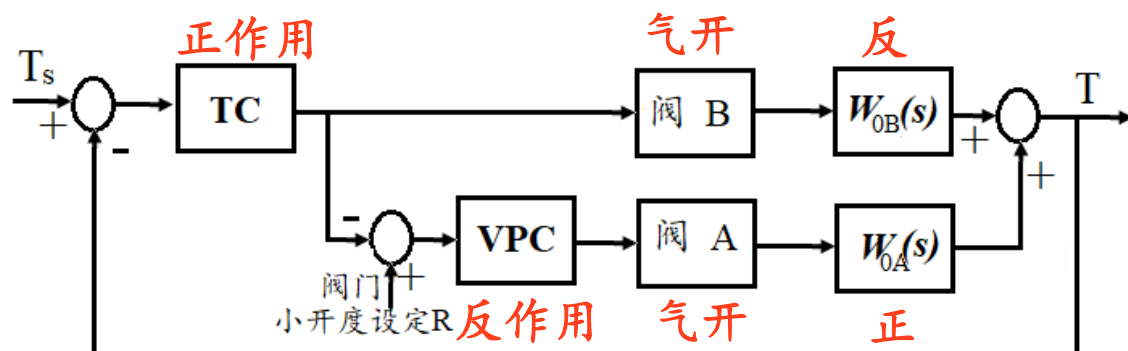 正作用 气开 反
Ts TC 阀 B W0B(s) T
+ - + +
- VPC 阀 A W0A(s)
+
阀门
小开度设定R 反作用 气开 正